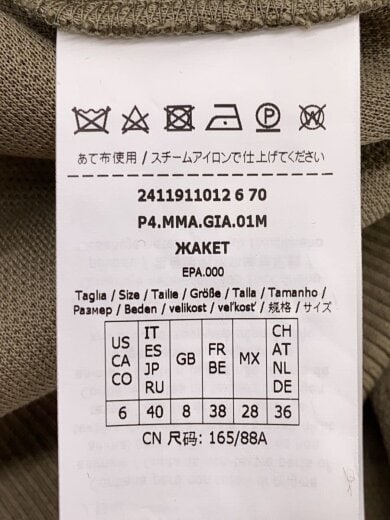 あて布使用 / スチームアイロンで仕上げてください
2411911012 6 70
P4.MMA.GIA.01M
ЖАКЕТ
EPA.000
Taglia / Size / Tailie / Größe / Talla / Tamanho /
Размер / Beden / velikost / veľkosť / 规格 / サイズ
US CA CO IT ES JP RU GB FR BE MX CH AT NL DE
6 40 8 38 28 36
CN 尺码: 165/88A